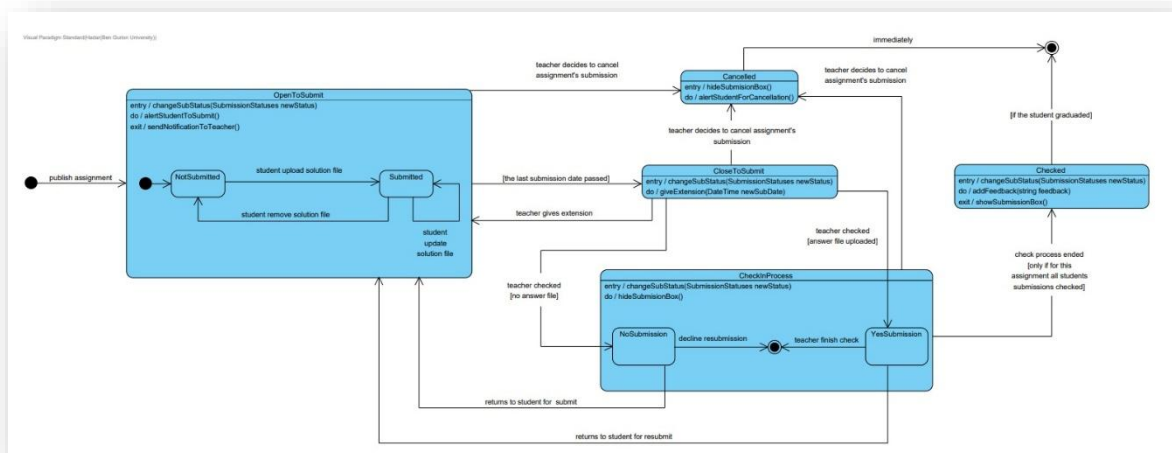 Visual Paradigm Standard(Hadar(Ben Gurion University))
immediately
teacher decides to cancel
assignment's submission
Cancelled
entry / hideSubmisionBox()
do / alertStudentForCancellation()
teacher decides to cancel
assignment's submission
OpenToSubmit
entry / changeSubStatus(SubmissionStatuses newStatus)
do / alertStudentToSubmit()
exit / sendNotificationToTeacher()
[if the student graduated]
teacher decides to cancel assignment's
submission
publish assignment
NotSubmitted
student upload solution file
Submitted
[the last submission date passed]
CloseToSubmit
entry / changeSubStatus(SubmissionStatuses newStatus)
do / giveExtension(DateTime newSubDate)
Checked
entry / changeSubStatus(SubmissionStatuses newStatus)
do / addFeedback(string feedback)
exit / showSubmissionBox()
student remove solution file
teacher gives extension
student
update
solution file
teacher checked
[answer file uploaded]
check process ended
[only if for this
assignment all students
submissions checked]
teacher checked
[no answer file]
CheckInProcess
entry / changeSubStatus(SubmissionStatuses newStatus)
do / hideSubmisionBox()
NoSubmission
decline resubmission
teacher finish check
YesSubmission
returns to student for submit
returns to student for resubmit